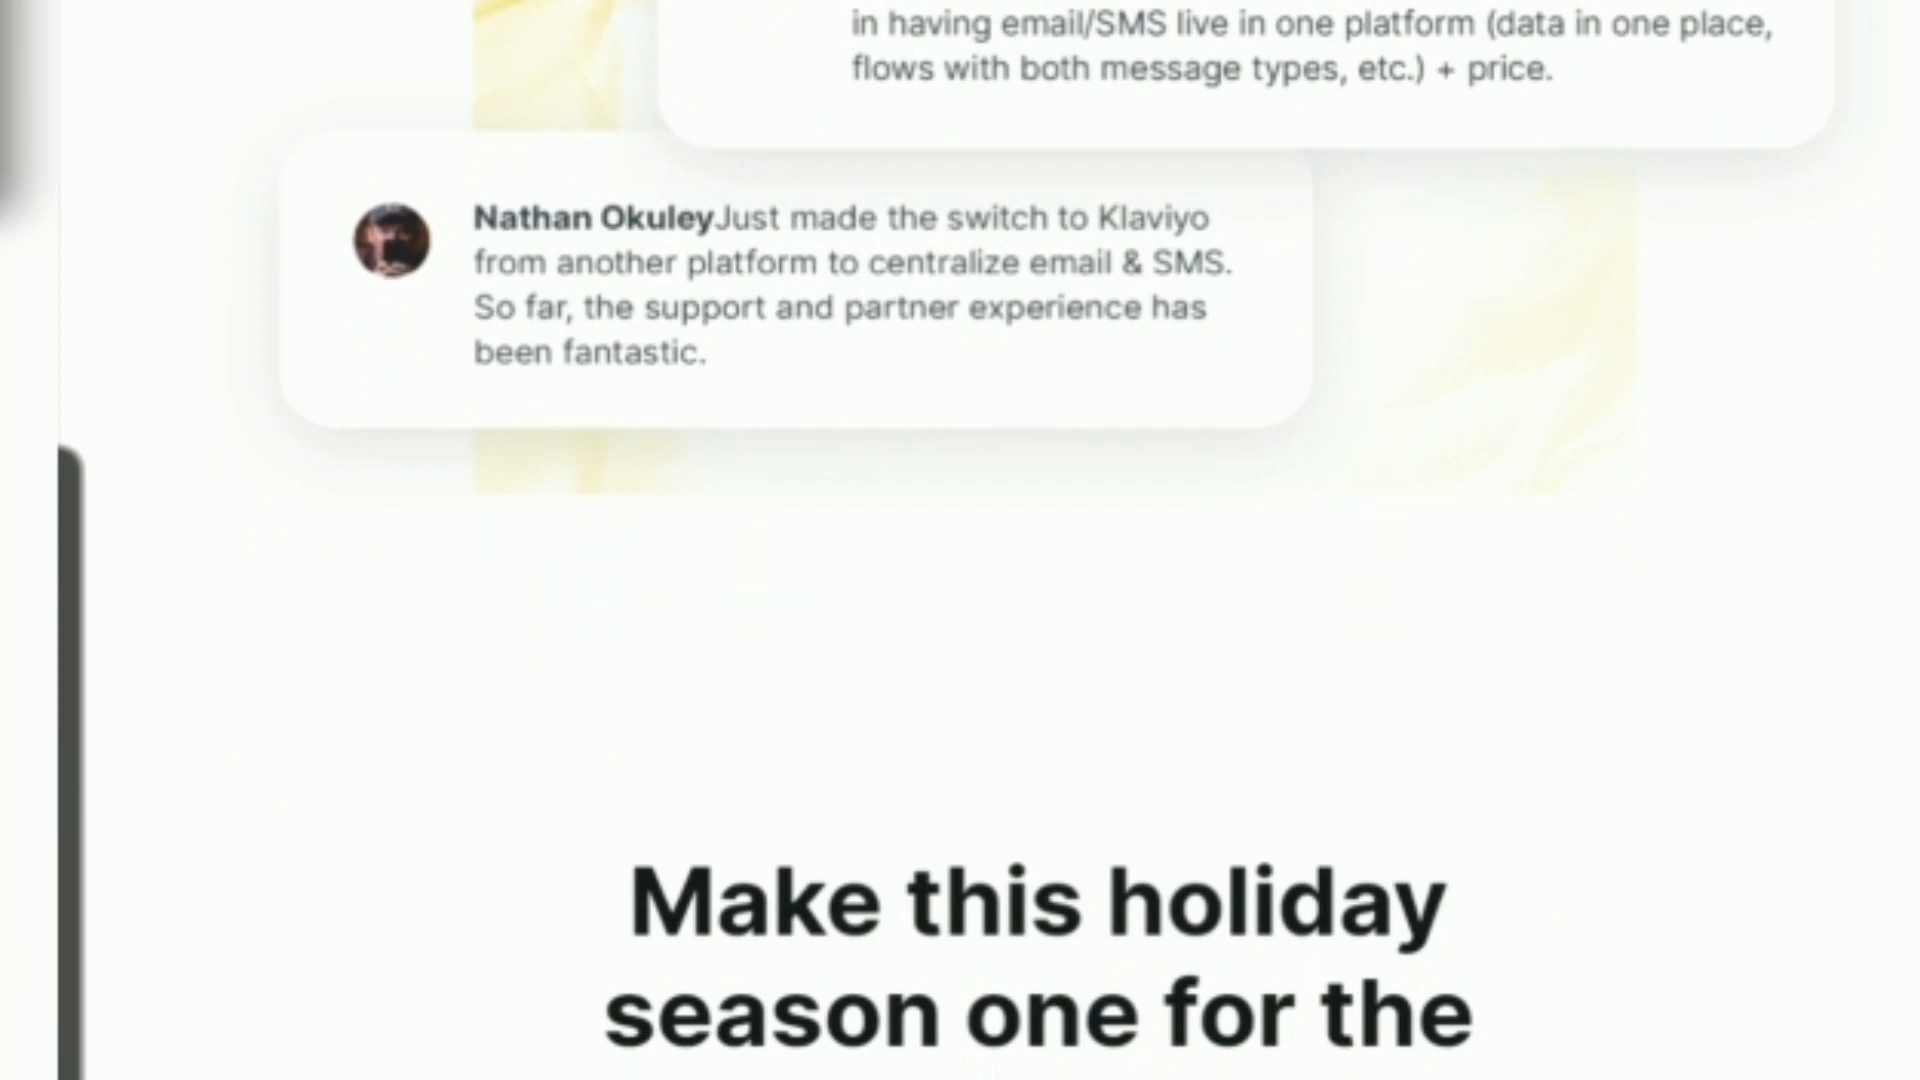 in having email/SMS live in one platform (data in one place,
flows with both message types, etc.) + price.
Nathan OkuleyJust made the switch to Klaviyo
from another platform to centralize email & SMS.
So far, the support and partner experience has
been fantastic.
Make this holiday
season one for the